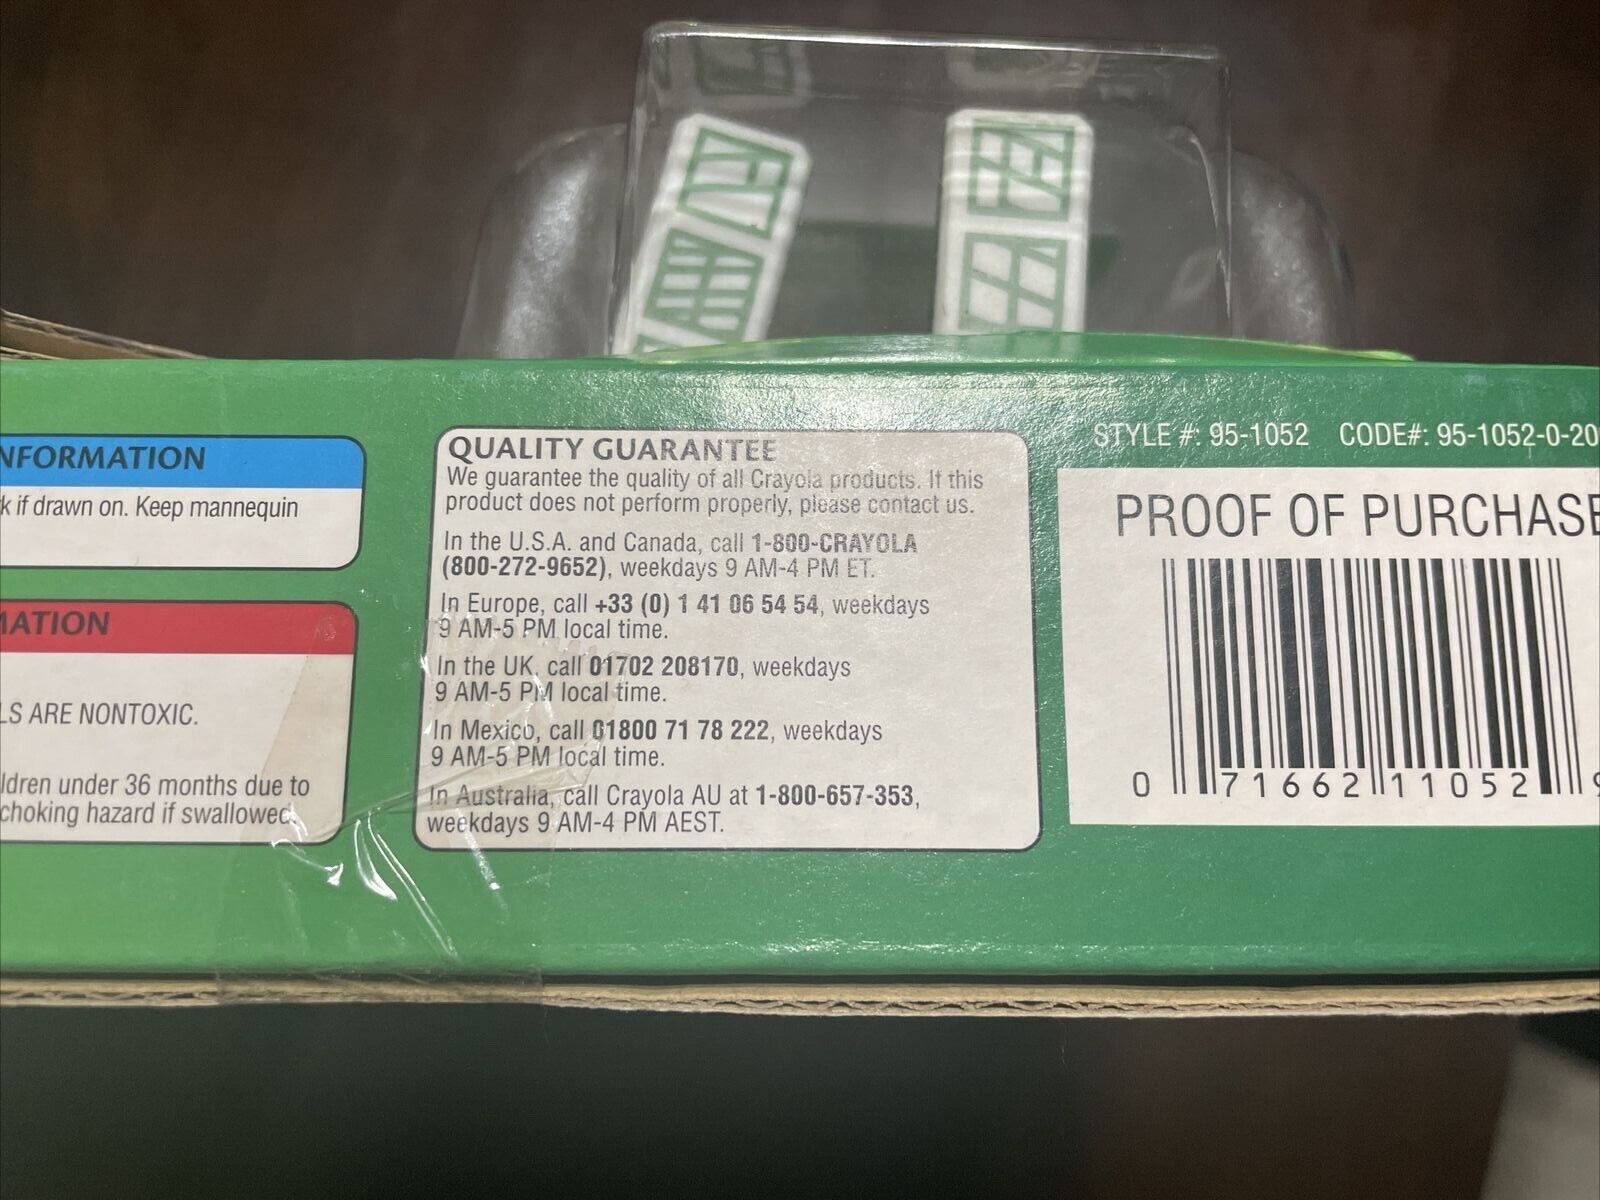 NFORMATION
k if drawn on. Keep mannequin
MATION
LS ARE NONTOXIC.
ldren under 36 months due to
choking hazard if swallowed.
QUALITY GUARANTEE
We guarantee the quality of all Crayola products. If this
product does not perform properly, please contact us.
In the U.S.A. and Canada, call 1-800-CRAYOLA
(800-272-9652), weekdays 9 AM-4 PM ET.
In Europe, call +33 (0) 1 41 06 54 54, weekdays
9 AM-5 PM local time.
In the UK, call 01702 208170, weekdays
9 AM-5 PM local time.
In Mexico, call 01800 71 78 222, weekdays
9 AM-5 PM local time.
In Australia, call Crayola AU at 1-800-657-353,
weekdays 9 AM-4 PM AEST.
STYLE #: 95-1052 CODE#: 95-1052-0-20
PROOF OF PURCHASE
0 71662 11052 9